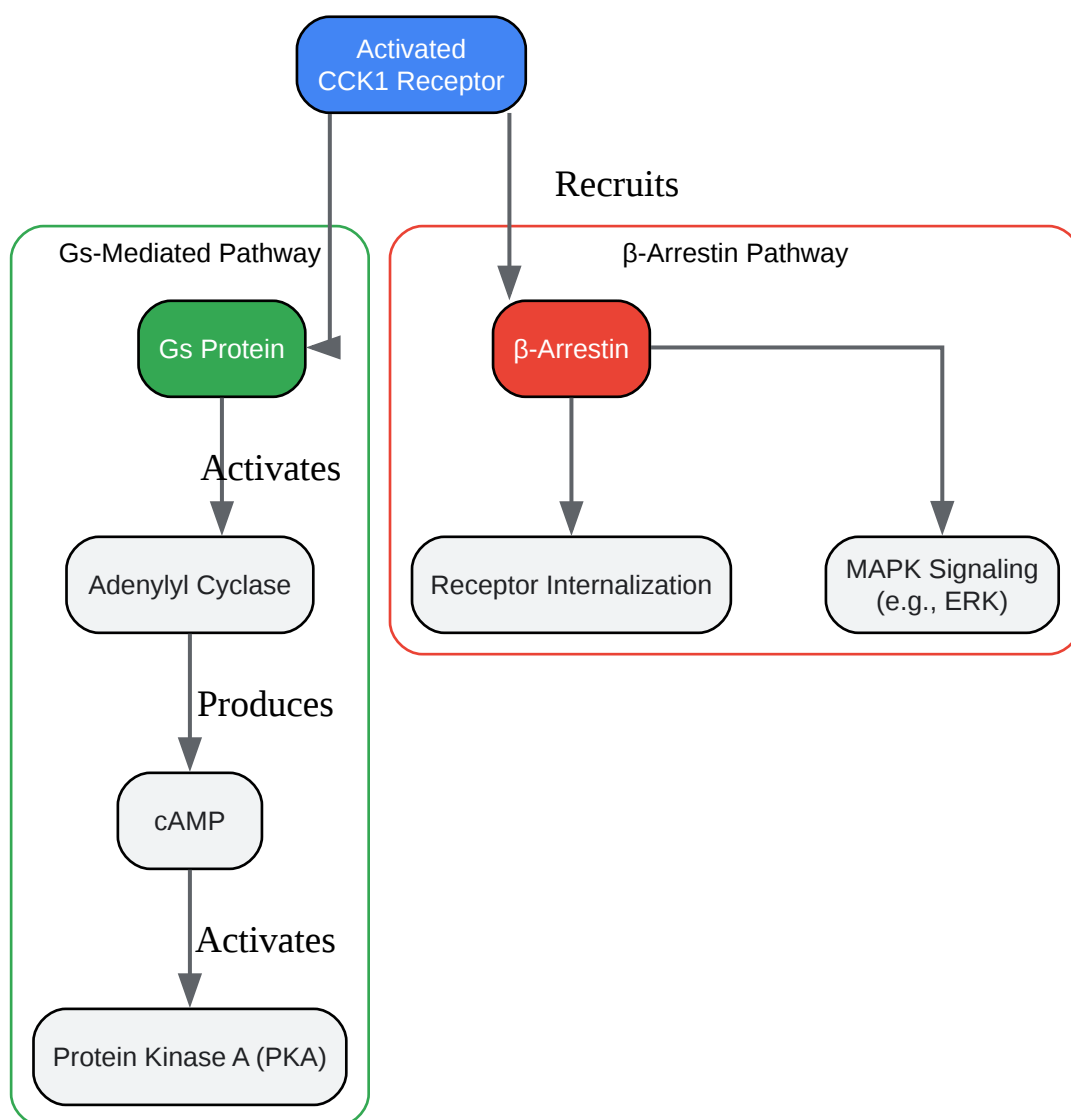 Activated
CCK1 Receptor
Recruits
Gs-Mediated Pathway
β-Arrestin Pathway
Gs Protein
β-Arrestin
Activates
Adenylyl Cyclase
Receptor Internalization
MAPK Signaling
(e.g., ERK)
Produces
cAMP
Activates
Protein Kinase A (PKA)